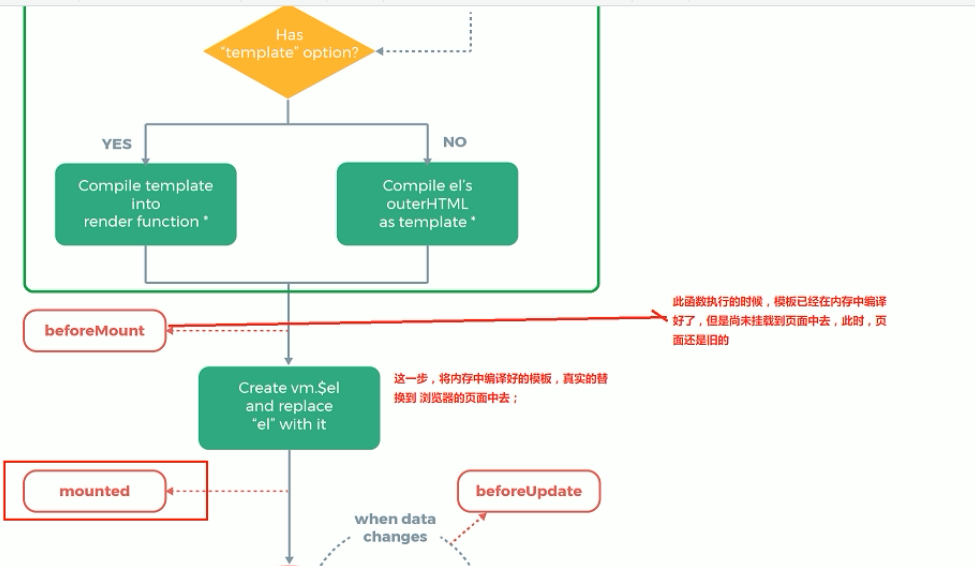 Has
"template" option?
YES
NO
Compile template
into
render function *
Compile el's
outerHTML
as template *
此函数执行的时候，模板已经在内存中编译
好了，但是尚未挂载到页面中去，此时，页
面还是旧的
beforeMount
Create vm.$el
and replace
"el" with it
这一步，将内存中编译好的模板，真实的替
换到 浏览器的页面中去；
mounted
beforeUpdate
when data
changes